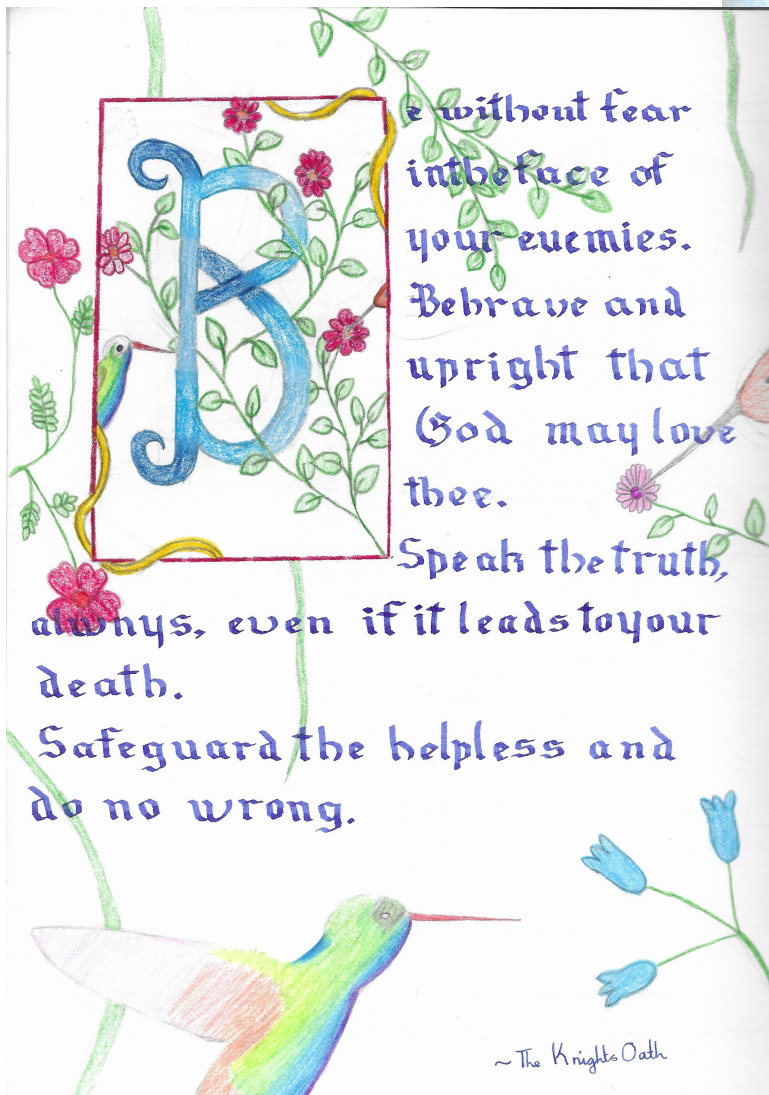 Be without fear
in the face of
your enemies.
Be brave and
upright that
God may love
thee.
Speak the truth,
always, even if it leads to your
death.
Safeguard the helpless and
do no wrong.
~ The Knights Oath